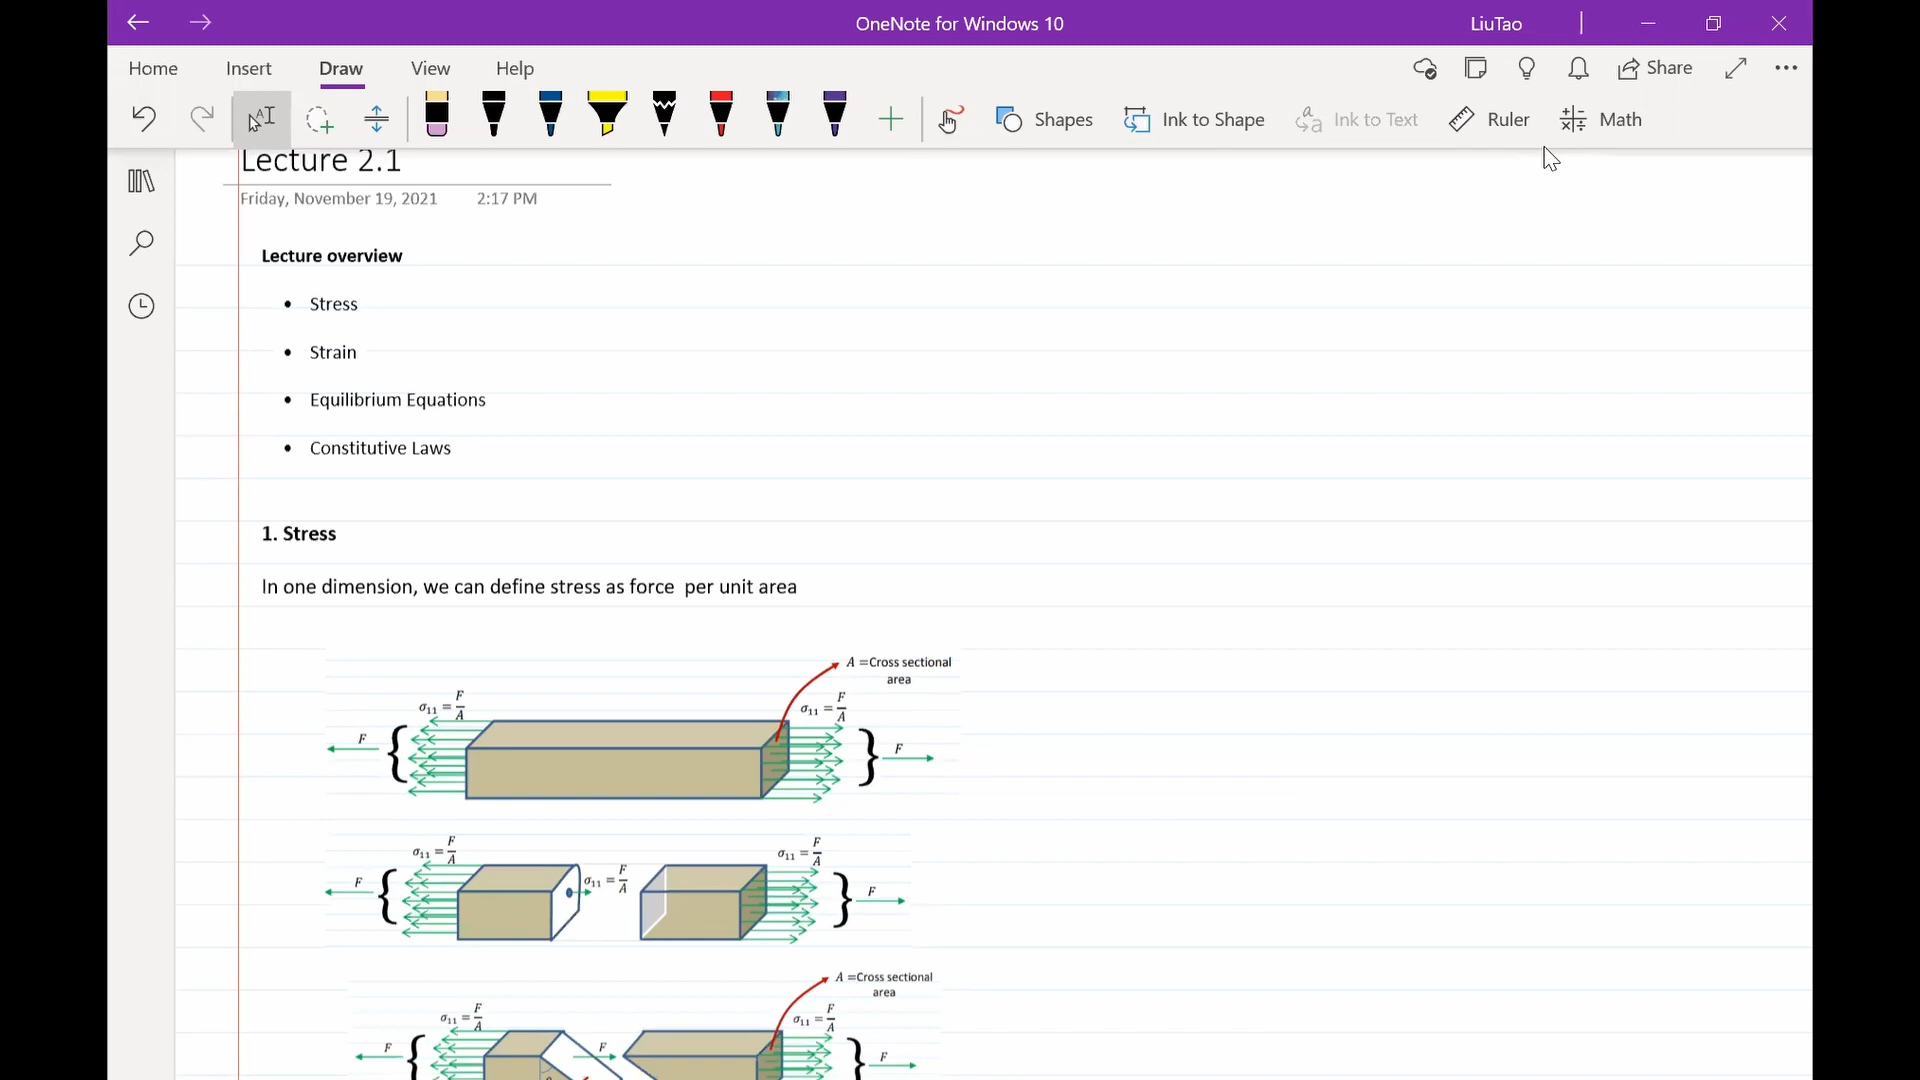 OneNote for Windows 10
LiuTao
Home Insert Draw View Help
Share
Shapes Ink to Shape Ink to Text Ruler Math
Lecture 2.1
Friday, November 19, 2021 2:17 PM
Lecture overview
• Stress
• Strain
• Equilibrium Equations
• Constitutive Laws
1. Stress
In one dimension, we can define stress as force per unit area
A =Cross sectional
area
σ11 = F/A σ11 = F/A
F { } F
σ11 = F/A σ11 = F/A σ11 = F/A
F { } F
A =Cross sectional
area
σ11 = F/A σ11 = F/A
F { F } F